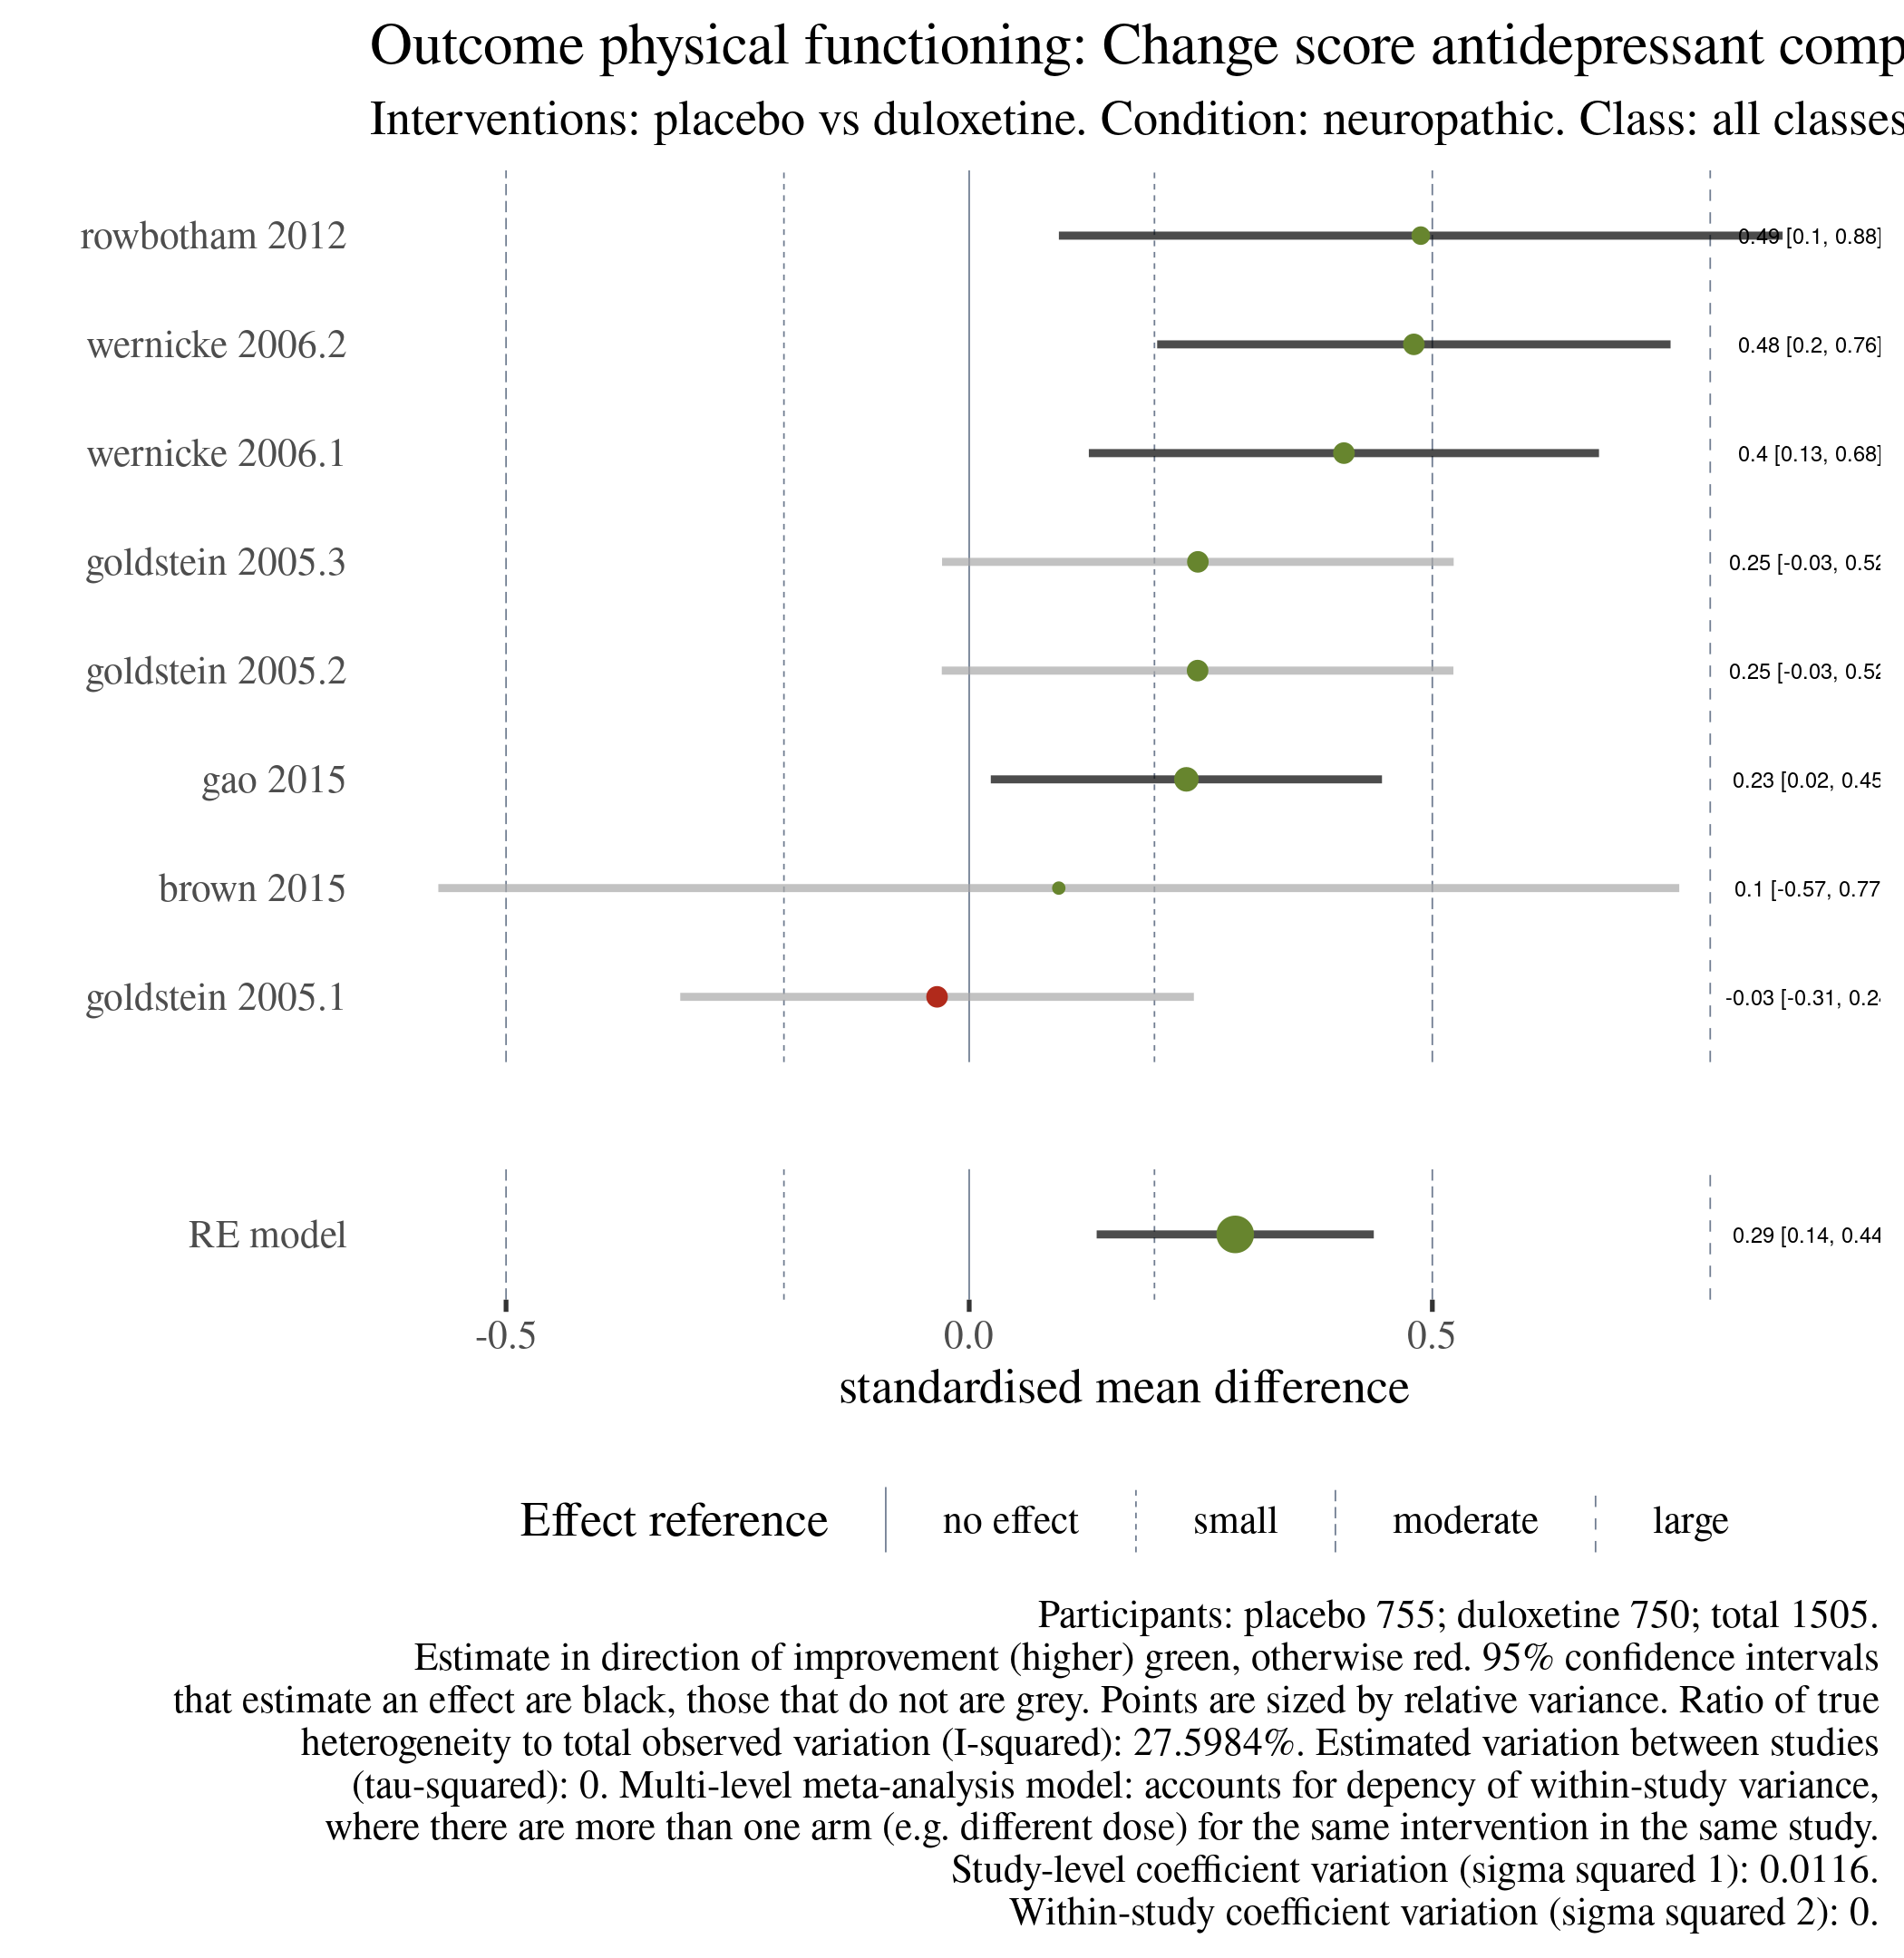 Outcome physical functioning: Change score antidepressant comp
Interventions: placebo vs duloxetine. Condition: neuropathic. Class: all classes
rowbotham 2012 0.49 [0.1, 0.88]
wernicke 2006.2 0.48 [0.2, 0.76]
wernicke 2006.1 0.4 [0.13, 0.68]
goldstein 2005.3 0.25 [-0.03, 0.52
goldstein 2005.2 0.25 [-0.03, 0.52
gao 2015 0.23 [0.02, 0.45
brown 2015 0.1 [-0.57, 0.77
goldstein 2005.1 -0.03 [-0.31, 0.2
RE model 0.29 [0.14, 0.44
-0.5 0.0 0.5
standardised mean difference
Effect reference no effect small moderate large
Participants: placebo 755; duloxetine 750; total 1505.
Estimate in direction of improvement (higher) green, otherwise red. 95% confidence intervals
that estimate an effect are black, those that do not are grey. Points are sized by relative variance. Ratio of true
heterogeneity to total observed variation (I-squared): 27.5984%. Estimated variation between studies
(tau-squared): 0. Multi-level meta-analysis model: accounts for depency of within-study variance,
where there are more than one arm (e.g. different dose) for the same intervention in the same study.
Study-level coefficient variation (sigma squared 1): 0.0116.
Within-study coefficient variation (sigma squared 2): 0.